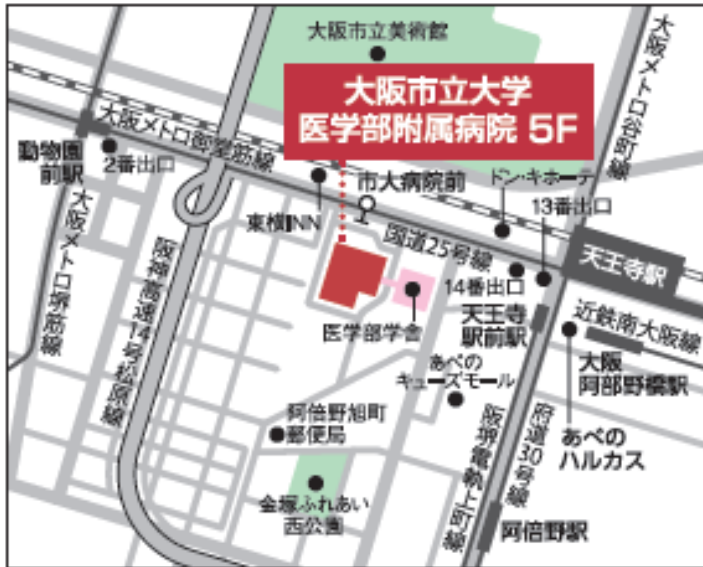 大阪市立美術館
大阪メトロ谷町線
大阪市立大学
医学部附属病院 5F
大阪メトロ御堂筋線
動物園
前駅
2番出口
東横INN
市大病院前
ドン・キホーテ
13番出口
国道25号線
天王寺駅
14番出口
大阪メトロ堺筋線
阪神高速14号松原線
医学部学舎
天王寺
駅前駅
近鉄南大阪線
大阪
阿部野橋駅
あべの
キューズモール
阿倍野旭町
郵便局
あべの
ハルカス
府道30号線
阪堺電軌上町線
金塚ふれあい
西公園
阿倍野駅